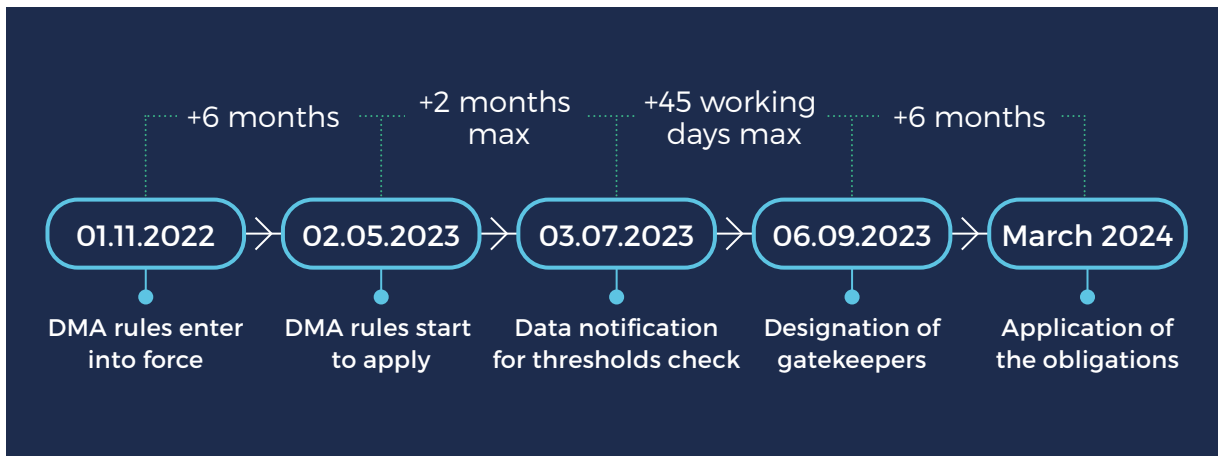 +6 months
+2 months
max
+45 working
days max
+6 months
01.11.2022
02.05.2023
03.07.2023
06.09.2023
March 2024
DMA rules enter
into force
DMA rules start
to apply
Data notification
for thresholds check
Designation of
gatekeepers
Application of
the obligations